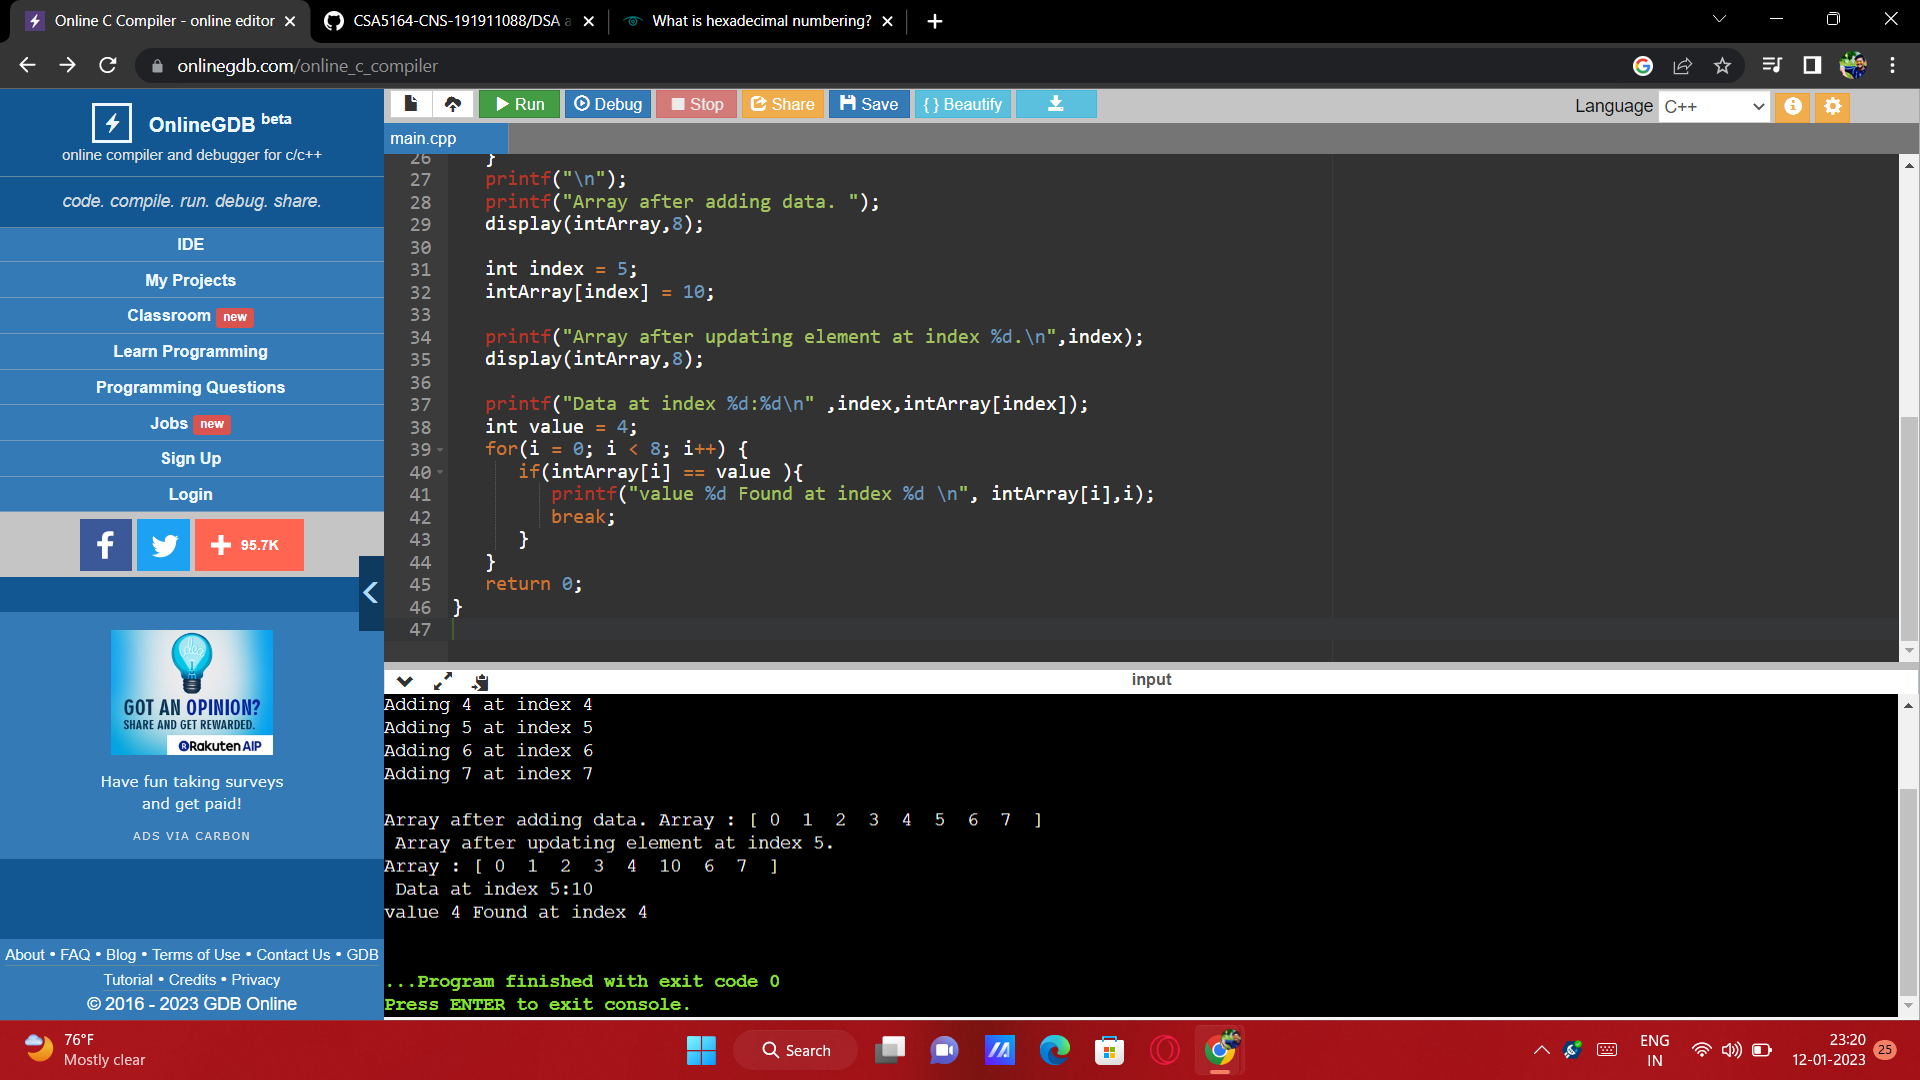 Online C Compiler - online editor
CSA5164-CNS-191911088/DSA a
What is hexadecimal numbering?
onlinegdb.com/online_c_compiler
OnlineGDB beta
online compiler and debugger for c/c++
code. compile. run. debug. share.
IDE
My Projects
Classroom new
Learn Programming
Programming Questions
Jobs new
Sign Up
Login
f
+ 95.7K
GOT AN OPINION?
SHARE AND GET REWARDED.
Rakuten AIP
Have fun taking surveys
and get paid!
ADS VIA CARBON
About • FAQ • Blog • Terms of Use • Contact Us • GDB
Tutorial • Credits • Privacy
© 2016 - 2023 GDB Online
Run Debug Stop Share Save { } Beautify
Language C++
main.cpp
26 }
27 printf("\n");
28 printf("Array after adding data. ");
29 display(intArray,8);
30
31 int index = 5;
32 intArray[index] = 10;
33
34 printf("Array after updating element at index %d.\n",index);
35 display(intArray,8);
36
37 printf("Data at index %d:%d\n" ,index,intArray[index]);
38 int value = 4;
39 for(i = 0; i < 8; i++) {
40 if(intArray[i] == value ){
41 printf("value %d Found at index %d \n", intArray[i],i);
42 break;
43 }
44 }
45 return 0;
46 }
47
input
Adding 4 at index 4
Adding 5 at index 5
Adding 6 at index 6
Adding 7 at index 7
Array after adding data. Array : [ 0 1 2 3 4 5 6 7 ]
Array after updating element at index 5.
Array : [ 0 1 2 3 4 10 6 7 ]
Data at index 5:10
value 4 Found at index 4
...Program finished with exit code 0
Press ENTER to exit console.
76°F
Mostly clear
Search
ENG
IN
23:20
12-01-2023
25